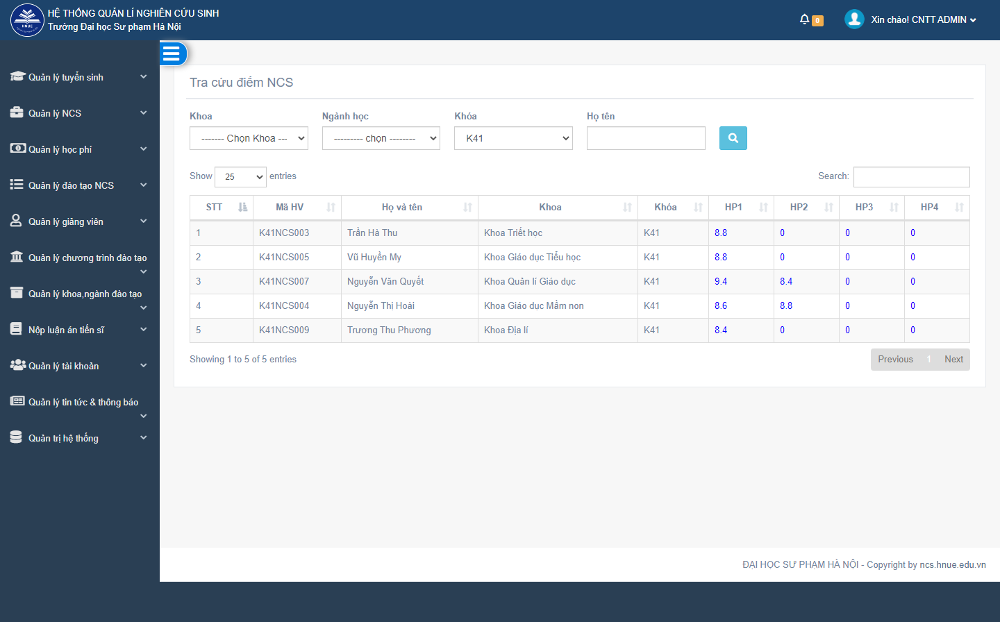 HỆ THỐNG QUẢN LÍ NGHIÊN CỨU SINH
Trường Đại học Sư phạm Hà Nội
HNUE
0
Xin chào! CNTT ADMIN
Quản lý tuyển sinh
Quản lý NCS
Quản lý học phí
Quản lý đào tạo NCS
Quản lý giảng viên
Quản lý chương trình đào tạo
Quản lý khoa,ngành đào tạo
Nộp luận án tiến sĩ
Quản lý tài khoản
Quản lý tin tức & thông báo
Quản trị hệ thống
Tra cứu điểm NCS
Khoa Ngành học Khóa Họ tên
------- Chọn Khoa --- --------- chọn -------- K41
Show 25 entries Search:
STT Mã HV Họ và tên Khoa Khóa HP1 HP2 HP3 HP4
1 K41NCS003 Trần Hà Thu Khoa Triết học K41 8.8 0 0 0
2 K41NCS005 Vũ Huyền My Khoa Giáo dục Tiểu học K41 8.8 0 0 0
3 K41NCS007 Nguyễn Văn Quyết Khoa Quản lí Giáo dục K41 9.4 8.4 0 0
4 K41NCS004 Nguyễn Thị Hoài Khoa Giáo dục Mầm non K41 8.6 8.8 0 0
5 K41NCS009 Trương Thu Phương Khoa Địa lí K41 8.4 0 0 0
Showing 1 to 5 of 5 entries Previous 1 Next
ĐẠI HỌC SƯ PHẠM HÀ NỘI - Copyright by ncs.hnue.edu.vn